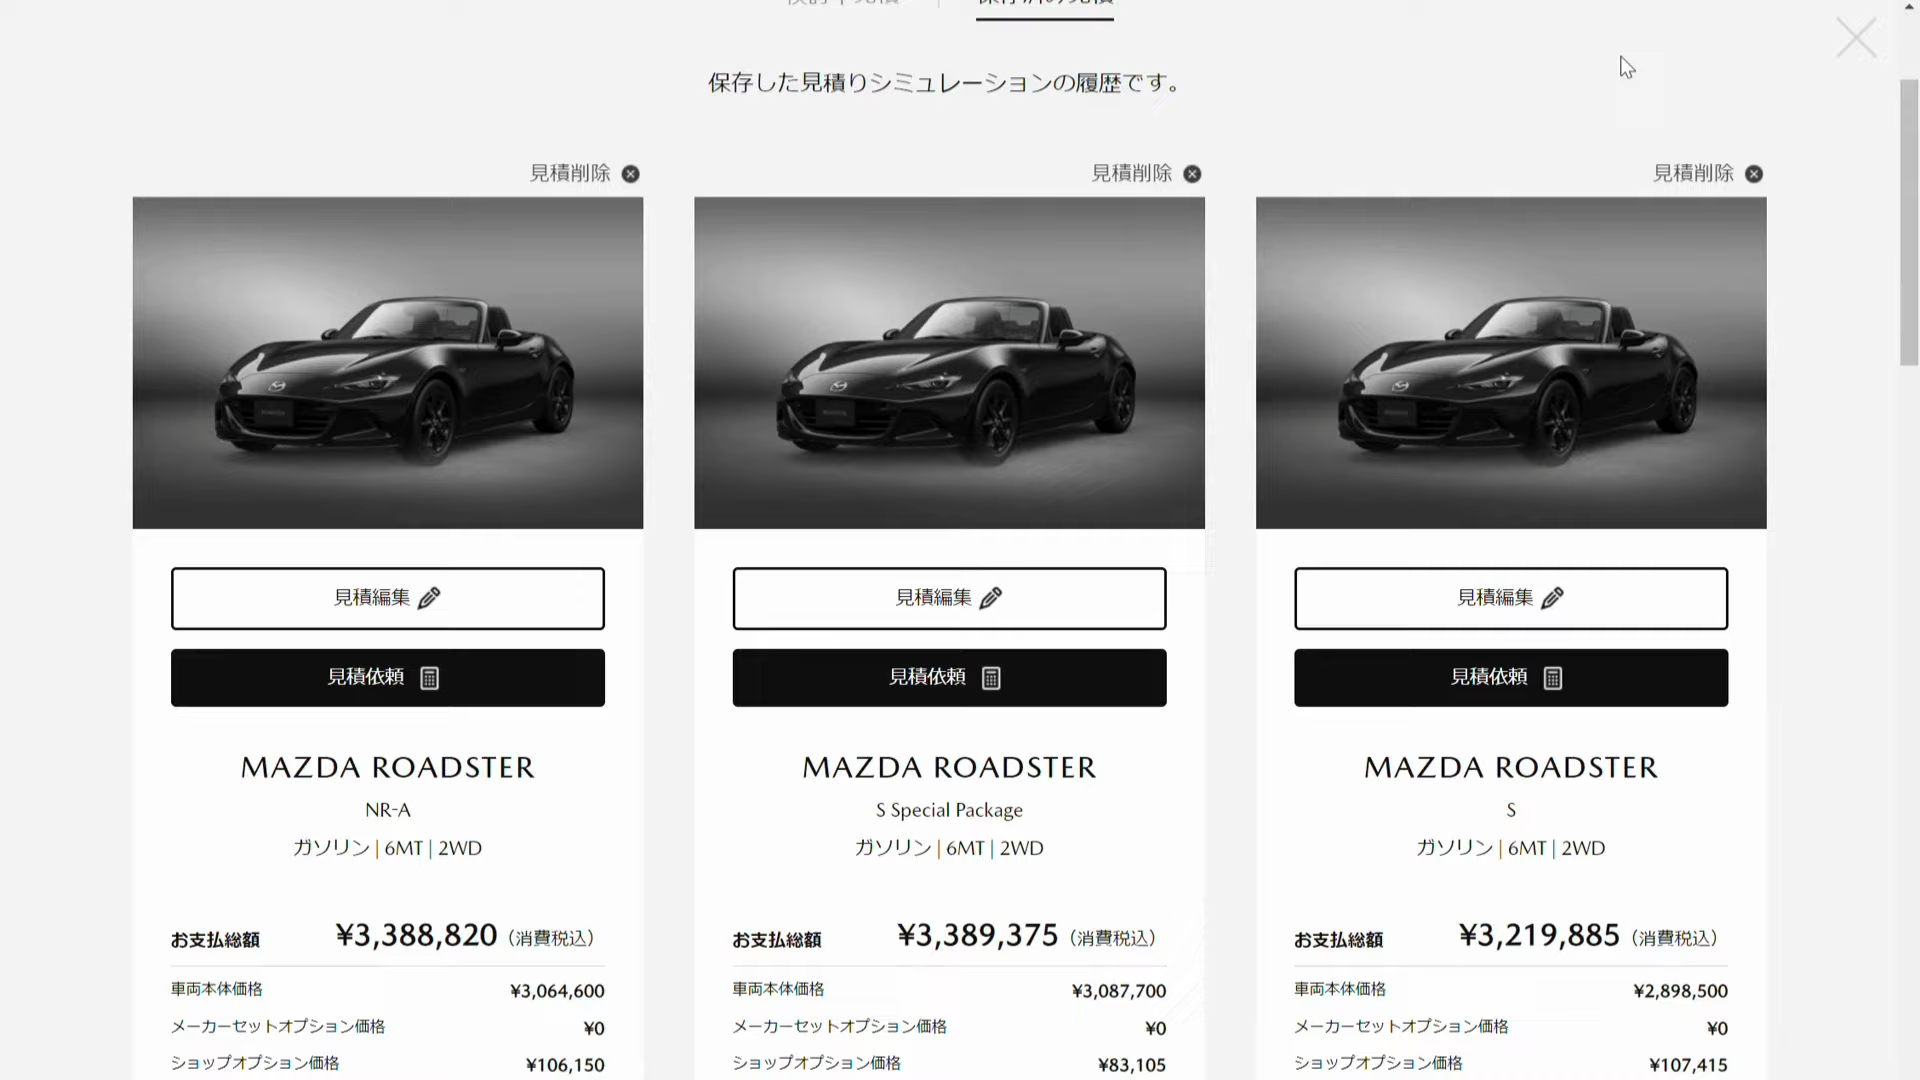 保存した見積りシミュレーションの履歴です。
見積削除
見積削除
見積削除
見積編集
見積依頼
MAZDA ROADSTER
NR-A
ガソリン | 6MT | 2WD
お支払総額 ¥3,388,820（消費税込）
車両本体価格 ¥3,064,600
メーカーセットオプション価格 ¥0
ショップオプション価格 ¥106,150
見積編集
見積依頼
MAZDA ROADSTER
S Special Package
ガソリン | 6MT | 2WD
お支払総額 ¥3,389,375（消費税込）
車両本体価格 ¥3,087,700
メーカーセットオプション価格 ¥0
ショップオプション価格 ¥83,105
見積編集
見積依頼
MAZDA ROADSTER
S
ガソリン | 6MT | 2WD
お支払総額 ¥3,219,885（消費税込）
車両本体価格 ¥2,898,500
メーカーセットオプション価格 ¥0
ショップオプション価格 ¥107,415